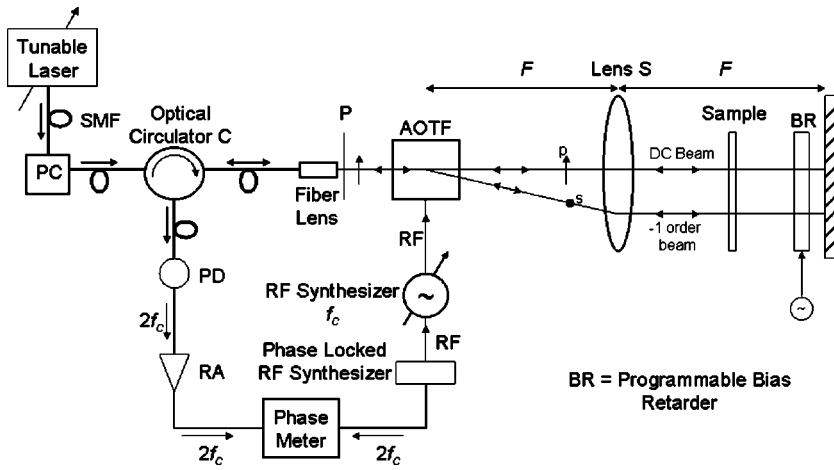 Tunable
Laser
SMF
PC
Optical
Circulator C
P
Fiber
Lens
AOTF
F
Lens S
F
p
s
DC Beam
-1 order
beam
Sample
BR
PD
2fc
RA
RF
RF Synthesizer
fc
~
~
RF
Phase Locked
RF Synthesizer
Phase
Meter
2fc
2fc
BR = Programmable Bias
Retarder